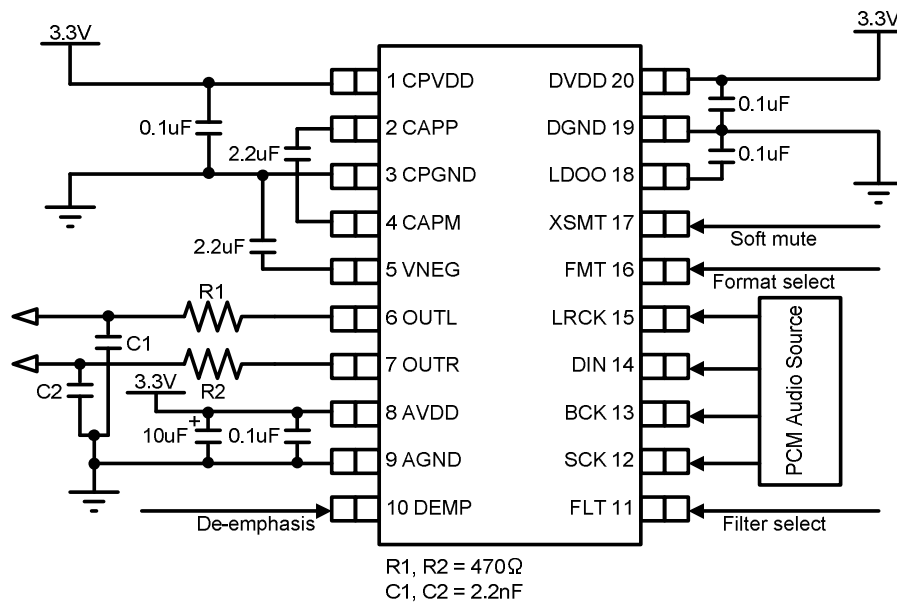 3.3V
3.3V
1 CPVDD
DVDD 20
0.1uF
0.1uF
2 CAPP
DGND 19
2.2uF
0.1uF
3 CPGND
LDOO 18
4 CAPM
XSMT 17
Soft mute
2.2uF
5 VNEG
FMT 16
Format select
R1
6 OUTL
LRCK 15
C1
7 OUTR
DIN 14
C2
R2
3.3V
8 AVDD
BCK 13
10uF
+
0.1uF
9 AGND
SCK 12
PCM Audio Source
10 DEMP
FLT 11
De-emphasis
Filter select
R1, R2 = 470Ω
C1, C2 = 2.2nF